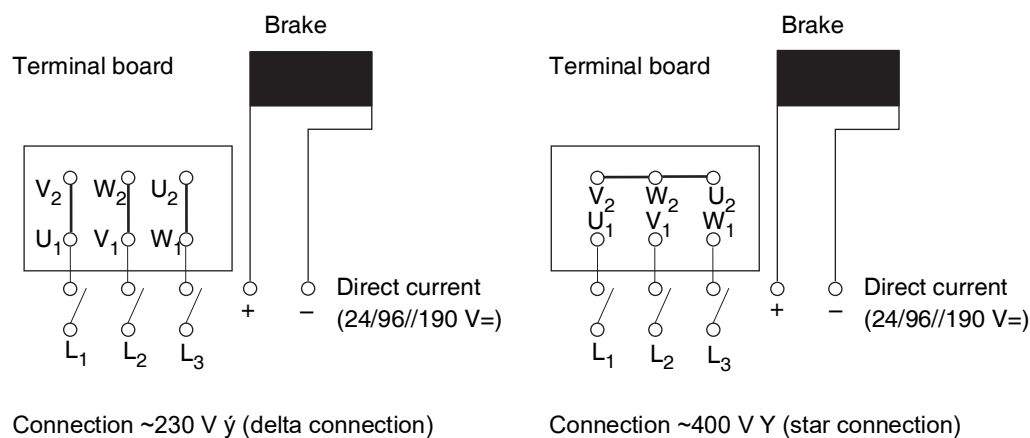 Brake
Terminal board
V2 W2 U2
U1 V1 W1
+ –
Direct current
(24/96//190 V=)
L1 L2 L3
Connection ~230 V ý (delta connection)
Brake
Terminal board
V2 W2 U2
U1 V1 W1
+ –
Direct current
(24/96//190 V=)
L1 L2 L3
Connection ~400 V Y (star connection)